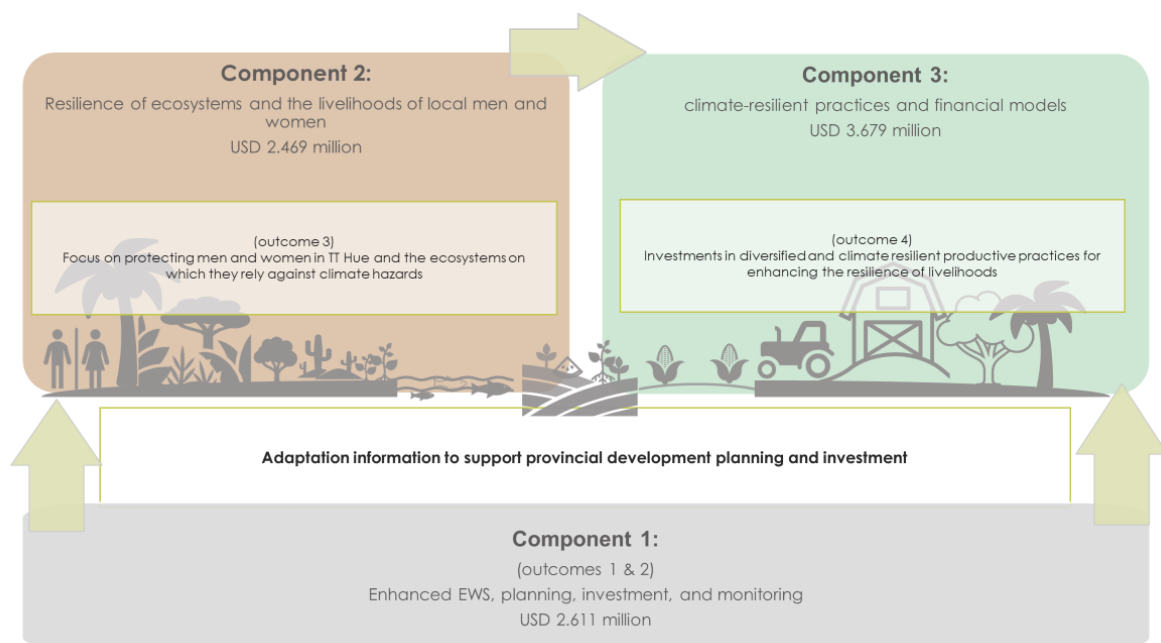 Component 2:
Resilience of ecosystems and the livelihoods of local men and
women
USD 2.469 million
(outcome 3)
Focus on protecting men and women in TT Hue and the ecosystems on
which they rely against climate hazards
Component 3:
climate-resilient practices and financial models
USD 3.679 million
(outcome 4)
Investments in diversified and climate resilient productive practices for
enhancing the resilience of livelihoods
Adaptation information to support provincial development planning and investment
Component 1:
(outcomes 1 & 2)
Enhanced EWS, planning, investment, and monitoring
USD 2.611 million